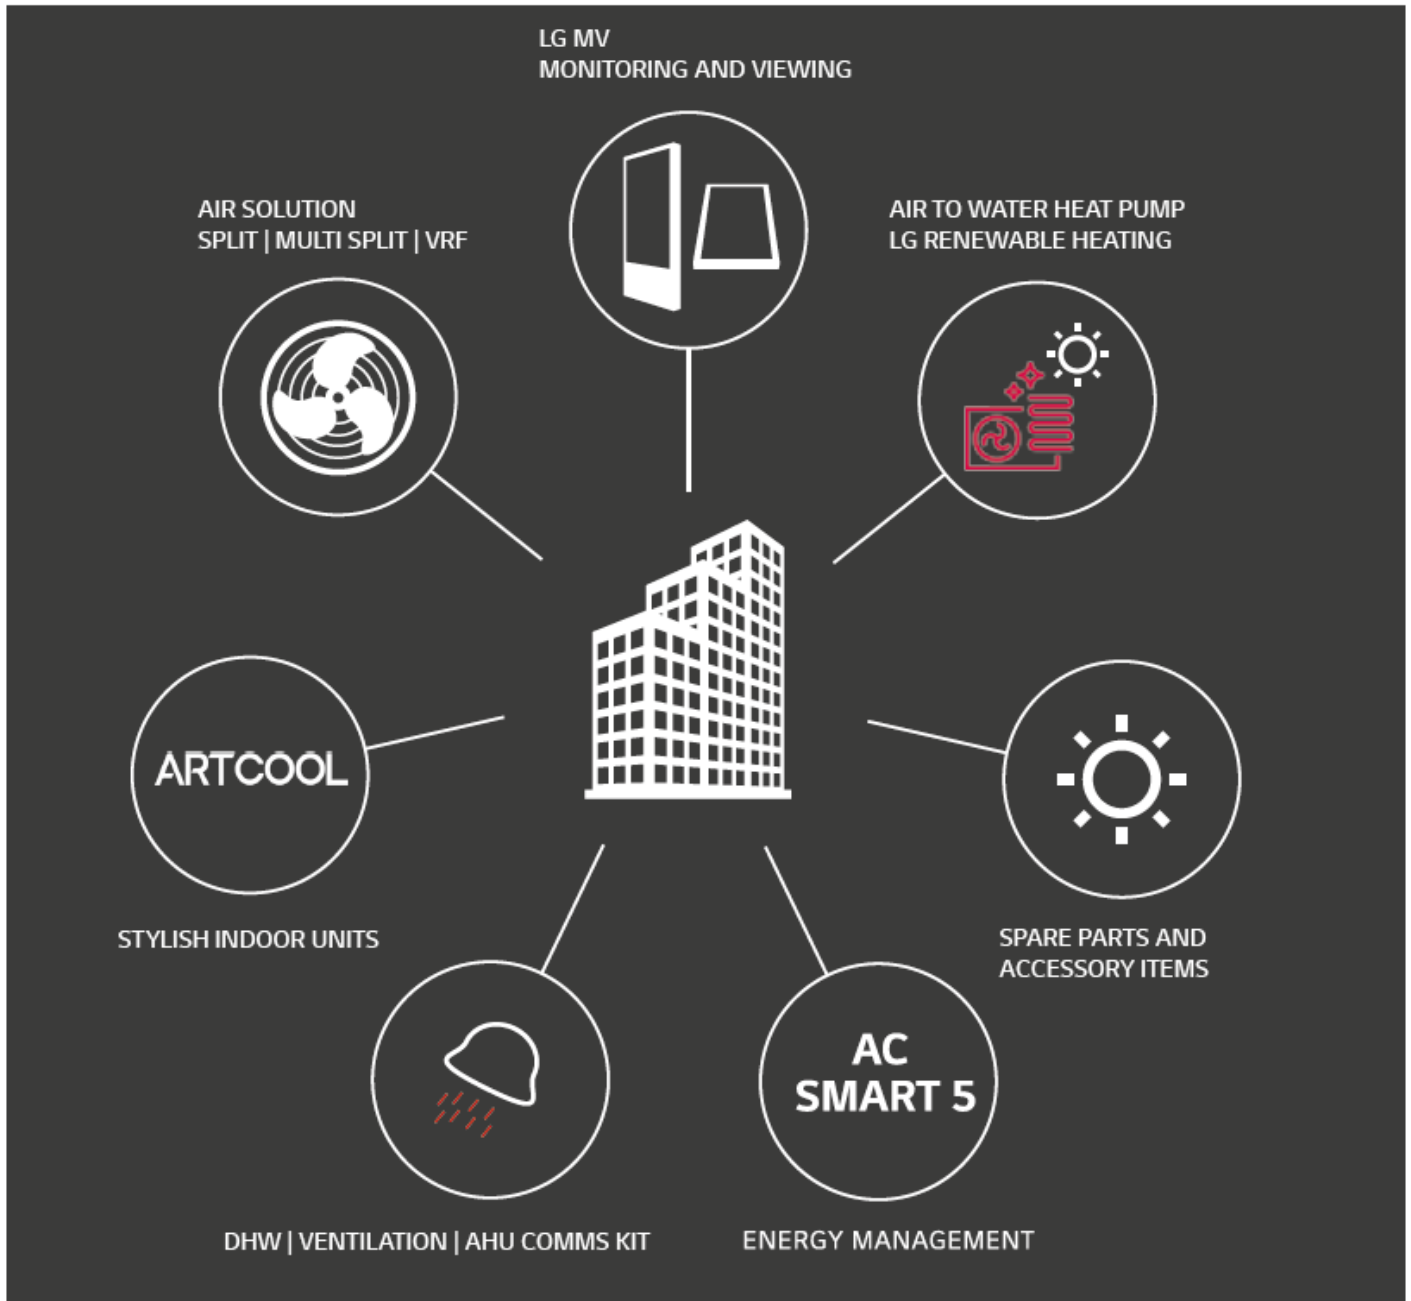 LG MV
MONITORING AND VIEWING
AIR SOLUTION
SPLIT | MULTI SPLIT | VRF
AIR TO WATER HEAT PUMP
LG RENEWABLE HEATING
ARTCOOL
STYLISH INDOOR UNITS
SPARE PARTS AND
ACCESSORY ITEMS
AC
SMART 5
DHW | VENTILATION | AHU COMMS KIT
ENERGY MANAGEMENT